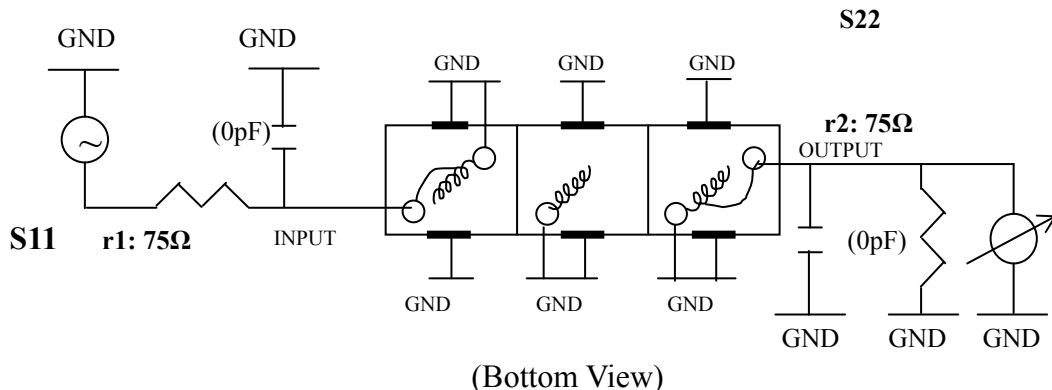 S22
GND
GND
GND
GND
GND
(0pF)
r2: 75Ω
OUTPUT
S11
r1: 75Ω
INPUT
(0pF)
GND
GND
GND
GND
GND
GND
(Bottom View)